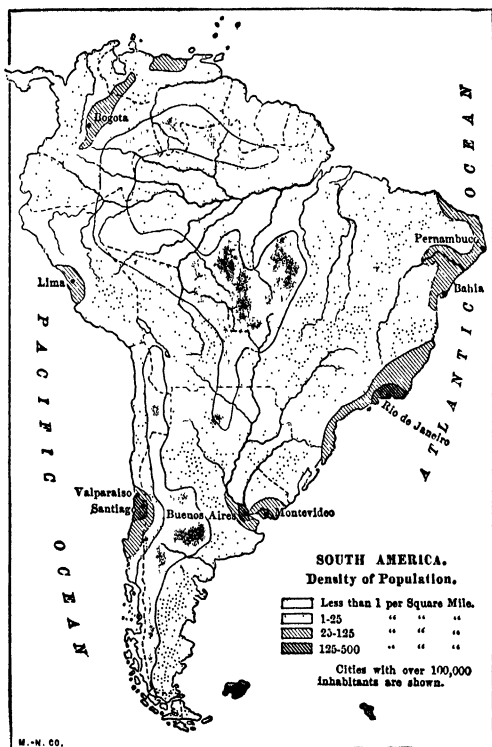 OCEAN
ATLANTIC
Bogota
Pernambuco
Lima
Bahia
PACIFIC
OCEAN
Rio de Janeiro
Valparaiso
Santiago
Buenos Aires
Montevideo
SOUTH AMERICA.
Density of Population.
Less than 1 per Square Mile.
1-25 " " "
25-125 " " "
125-500 " " "
Cities with over 100,000
inhabitants are shown.
M.-N. CO.